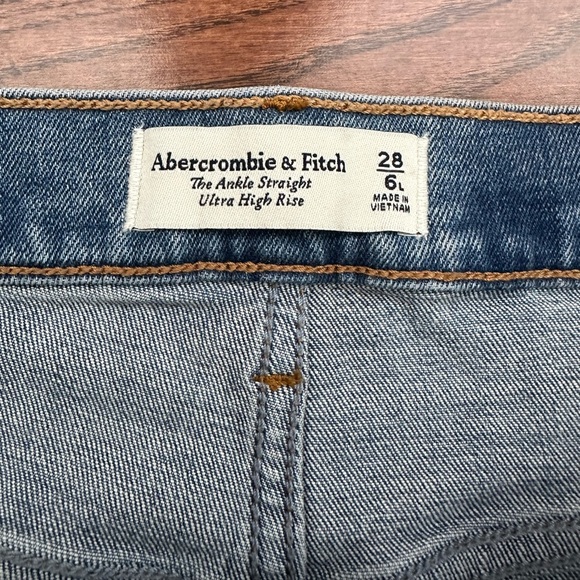 Abercrombie & Fitch
The Ankle Straight
Ultra High Rise
28
6L
MADE IN
VIETNAM